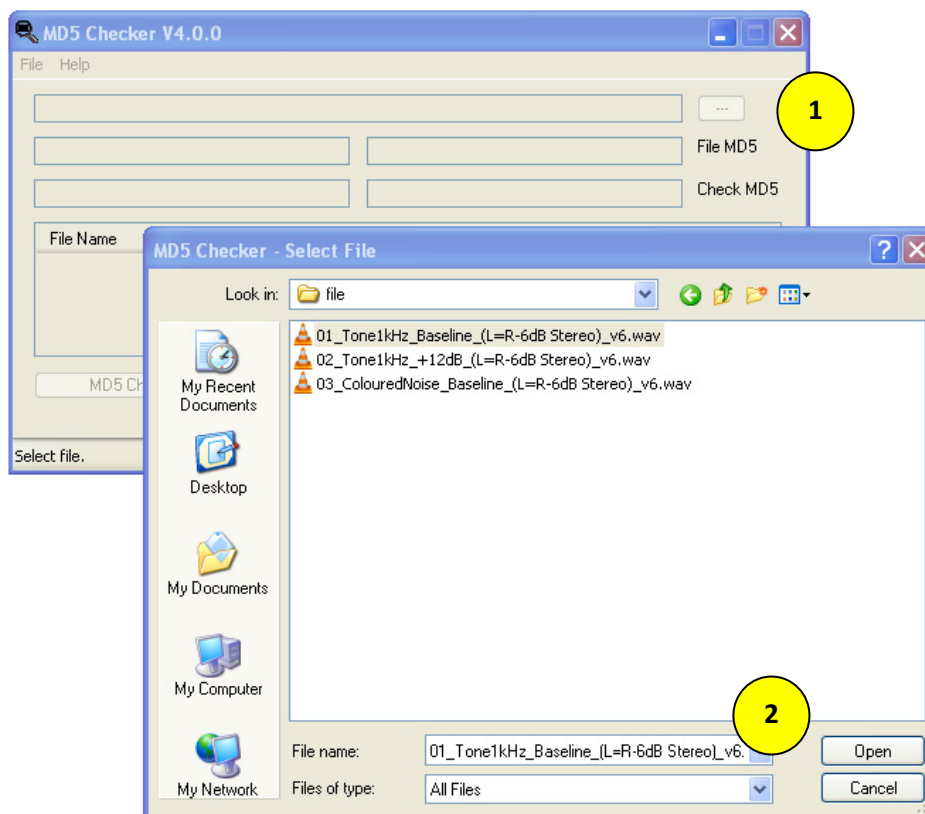 MD5 Checker V4.0.0
File Help
...
1
File MD5
Check MD5
File Name
MD5 Checker - Select File
Look in: file
01_Tone1kHz_Baseline_(L=R-6dB Stereo)_v6.wav
02_Tone1kHz_+12dB_(L=R-6dB Stereo)_v6.wav
03_ColouredNoise_Baseline_(L=R-6dB Stereo)_v6.wav
My Recent
Documents
MD5 Ch
Select file.
Desktop
My Documents
My Computer
My Network
2
File name: 01_Tone1kHz_Baseline_(L=R-6dB Stereo)_v6. Open
Files of type: All Files Cancel